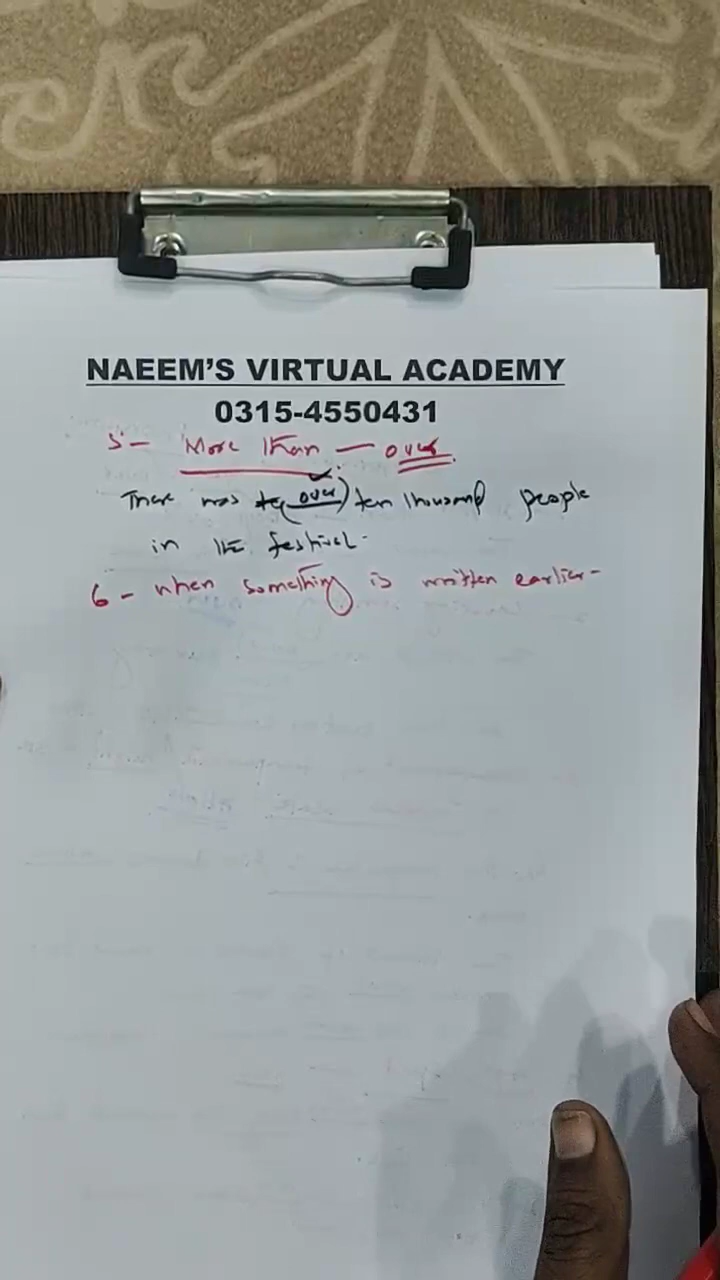 NAEEM'S VIRTUAL ACADEMY
0315-4550431
5- More than — over.
There was (over) ten thousand people
in the festival.
6- when something is written earlier-